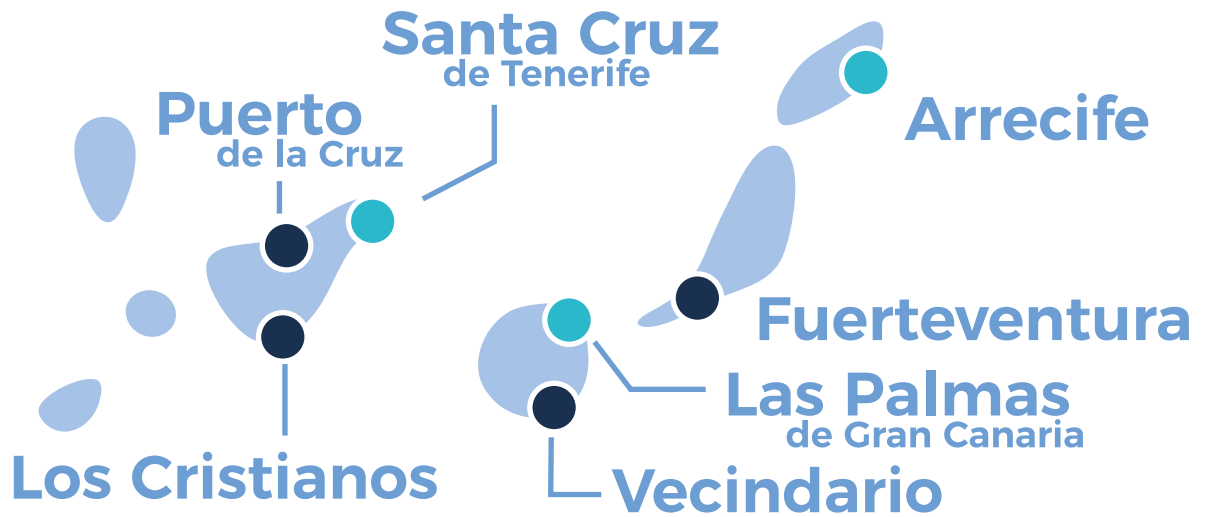 Santa Cruz
de Tenerife
Puerto
de la Cruz
Arrecife
Fuerteventura
Las Palmas
de Gran Canaria
Los Cristianos
Vecindario